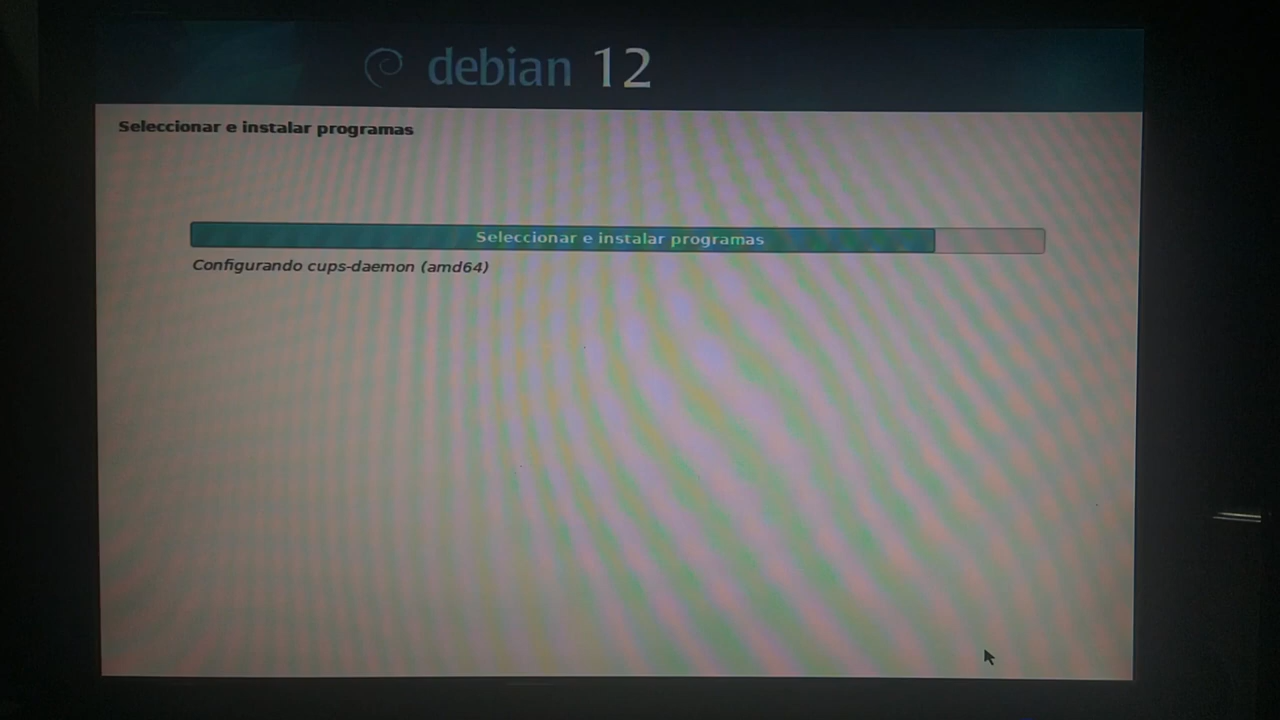 debian 12
Seleccionar e instalar programas
Seleccionar e instalar programas
Configurando cups-daemon (amd64)